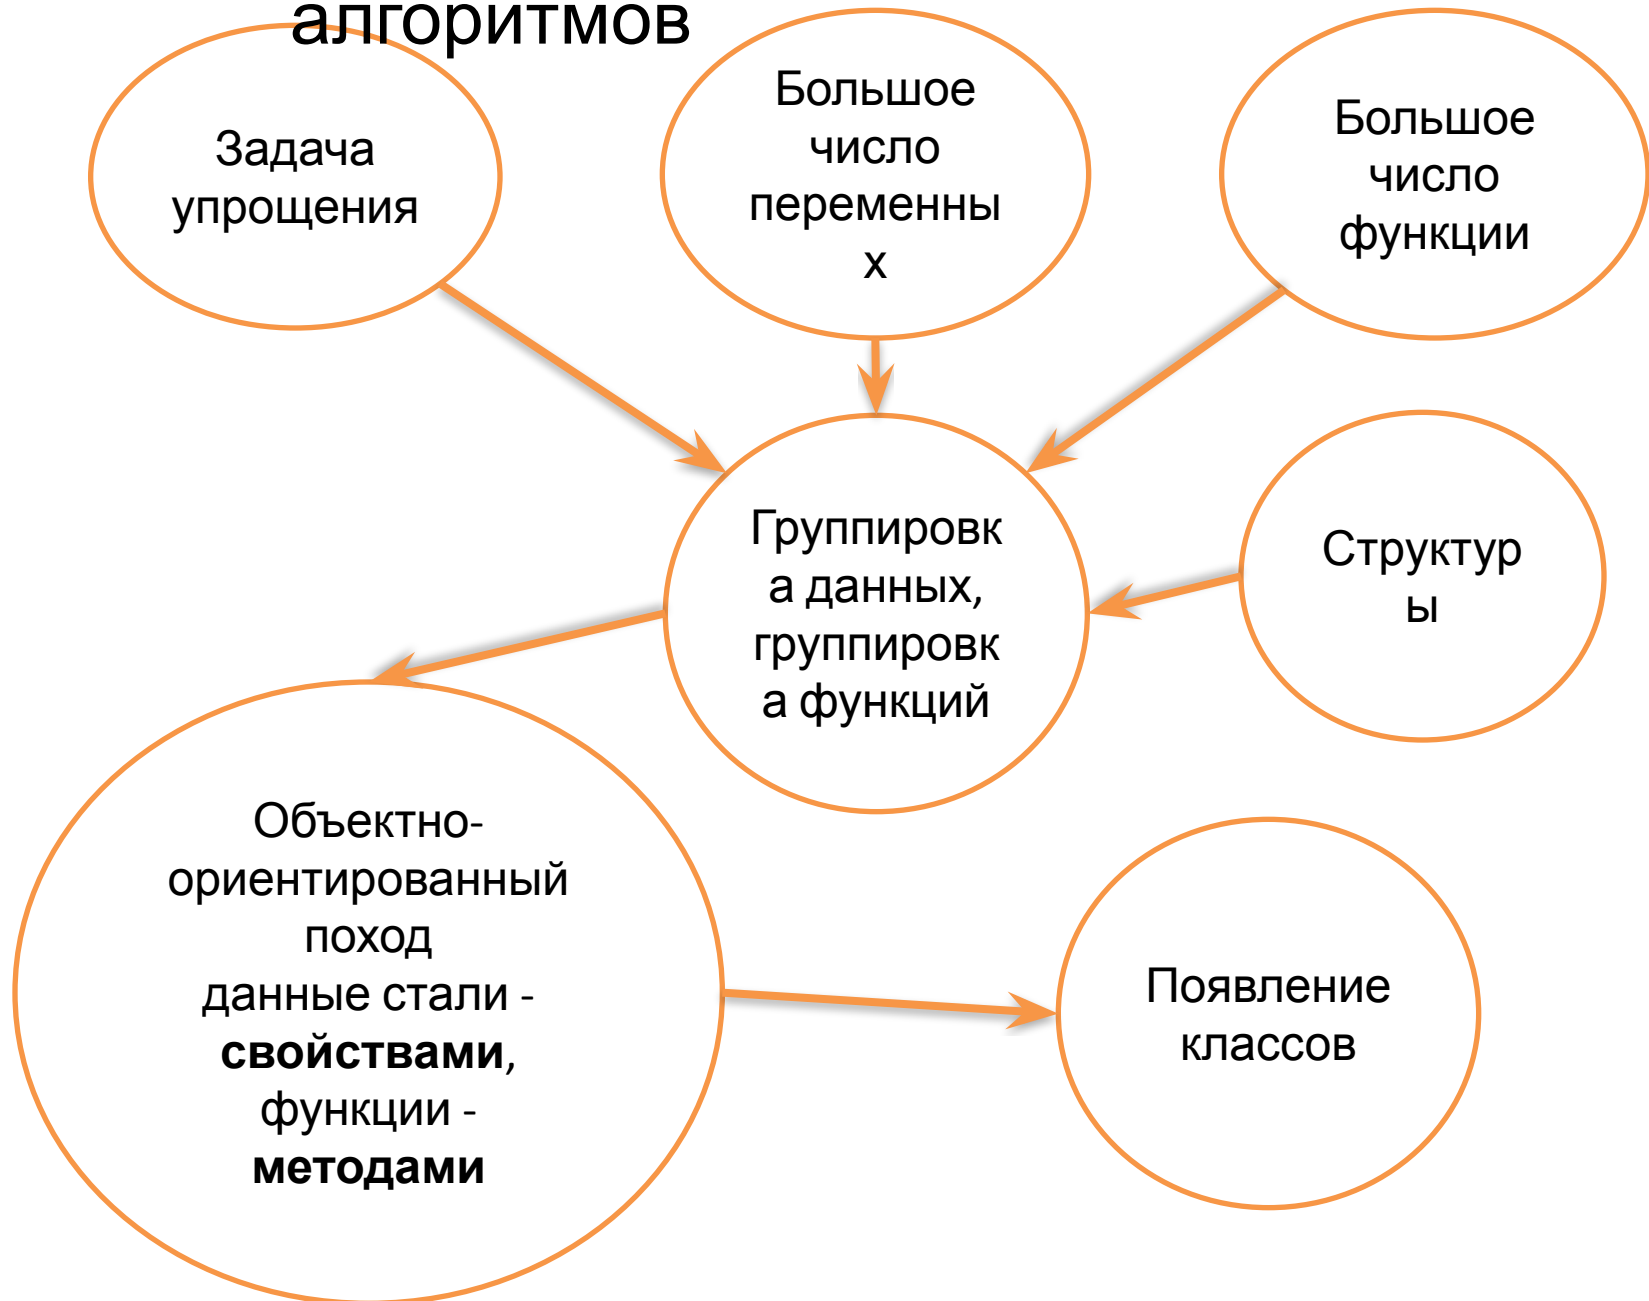 алгоритмов
Задача
упрощения
Большое
число
переменны
х
Большое
число
функции
Группировк
а данных,
группировк
а функций
Структур
ы
Объектно-
ориентированный
поход
данные стали -
свойствами,
функции -
методами
Появление
классов